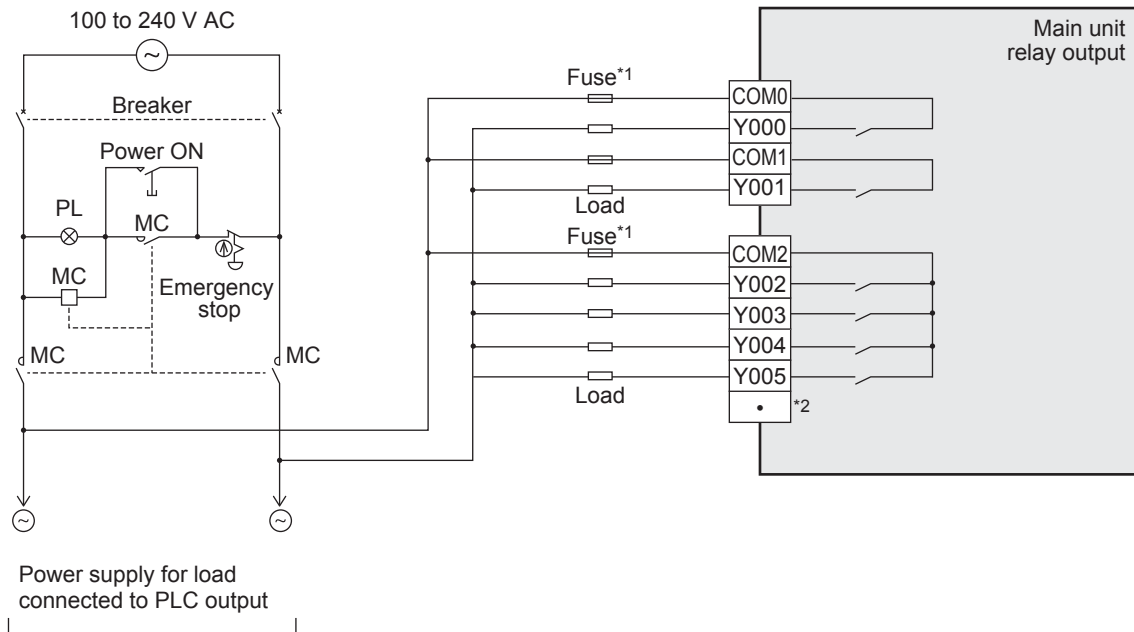 100 to 240 V AC
Breaker
Power ON
PL
MC
MC
Emergency
stop
MC
MC
Power supply for load
connected to PLC output
Fuse*1
Load
Fuse*1
Load
COM0
Y000
COM1
Y001
COM2
Y002
Y003
Y004
Y005
*2
Main unit
relay output